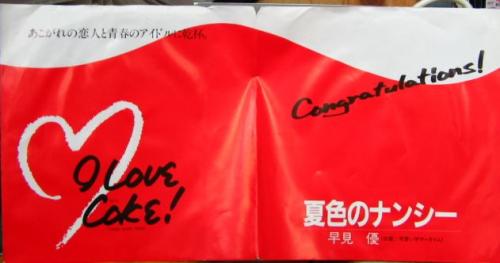 あこがれの恋人と青春のアイドルに乾杯。
Congratulations!
I LOVE
Coke!
夏色のナンシー
早見 優